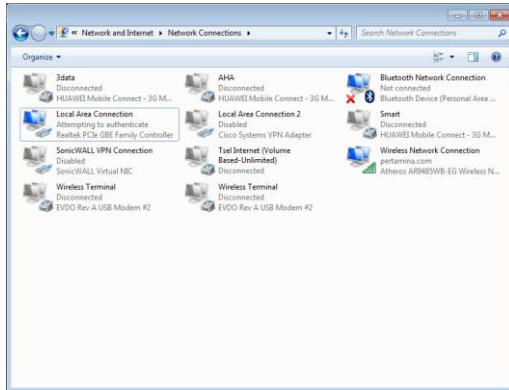 « Network and Internet ▸ Network Connections ▸
Search Network Connections
Organize ▾
3data
Disconnected
HUAWEI Mobile Connect - 3G M...
AHA
Disconnected
HUAWEI Mobile Connect - 3G M...
Bluetooth Network Connection
Not connected
Bluetooth Device (Personal Area ...
Local Area Connection
Attempting to authenticate
Realtek PCIe GBE Family Controller
Local Area Connection 2
Disabled
Cisco Systems VPN Adapter
Smart
Disconnected
HUAWEI Mobile Connect - 3G M...
SonicWALL VPN Connection
Disabled
SonicWALL Virtual NIC
Tsel Internet (Volume
Based-Unlimited)
Disconnected
Wireless Network Connection
pertamina.com
Atheros AR9485WB-EG Wireless N...
Wireless Terminal
Disconnected
EVDO Rev A USB Modem #2
Wireless Terminal
Disconnected
EVDO Rev A USB Modem #2